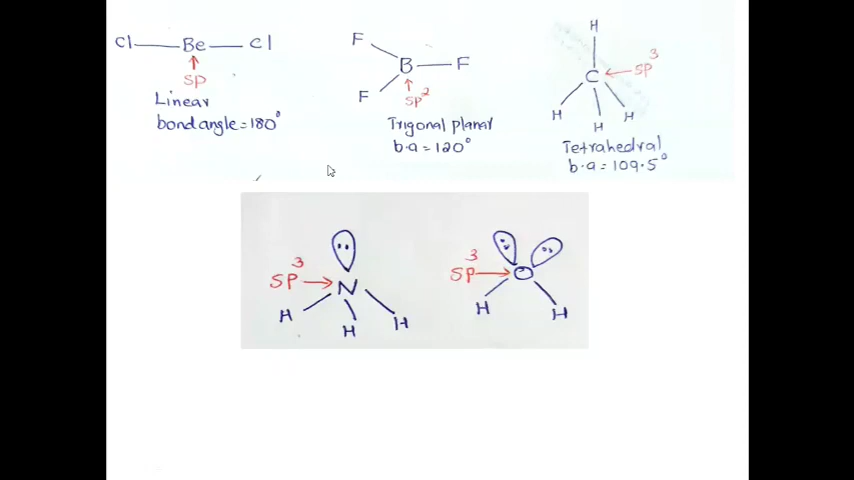 Cl Be Cl
SP
Linear
bond angle = 180°
F
B F
F
SP²
Trigonal planar
b.a = 120°
H
C SP³
H H H
Tetrahedral
b.a = 109.5°
SP³ N
H H H
SP³ O
H H